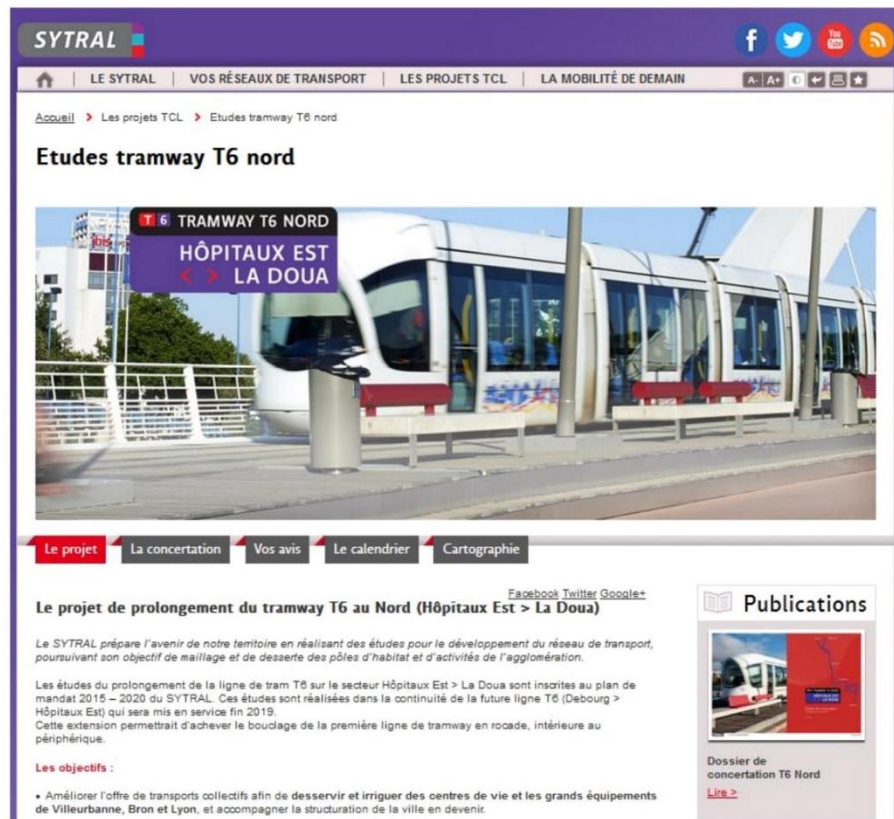 SYTRAL
LE SYTRAL | VOS RÉSEAUX DE TRANSPORT | LES PROJETS TCL | LA MOBILITÉ DE DEMAIN
A- A+
Accueil > Les projets TCL > Etudes tramway T6 nord
Etudes tramway T6 nord
T 6 TRAMWAY T6 NORD
HÔPITAUX EST
< > LA DOUA
ibis
Le projet
La concertation
Vos avis
Le calendrier
Cartographie
Facebook Twitter Google+
Le projet de prolongement du tramway T6 au Nord (Hôpitaux Est > La Doua)
Le SYTRAL prépare l'avenir de notre territoire en réalisant des études pour le développement du réseau de transport,
poursuivant son objectif de maillage et de desserte des pôles d'habitat et d'activités de l'agglomération.
Les études du prolongement de la ligne de tram T6 sur le secteur Hôpitaux Est > La Doua sont inscrites au plan de
mandat 2015 – 2020 du SYTRAL. Ces études sont réalisées dans la continuité de la future ligne T6 (Debourg >
Hôpitaux Est) qui sera mis en service fin 2019.
Cette extension permettrait d'achever le bouclage de la première ligne de tramway en rocade, intérieure au
périphérique.
Les objectifs :
• Améliorer l'offre de transports collectifs afin de desservir et irriguer des centres de vie et les grands équipements
de Villeurbanne, Bron et Lyon, et accompagner la structuration de la ville en devenir.
Publications
HÔPITAUX EST
LA DOUA
Dossier de
concertation T6 Nord
Lire >